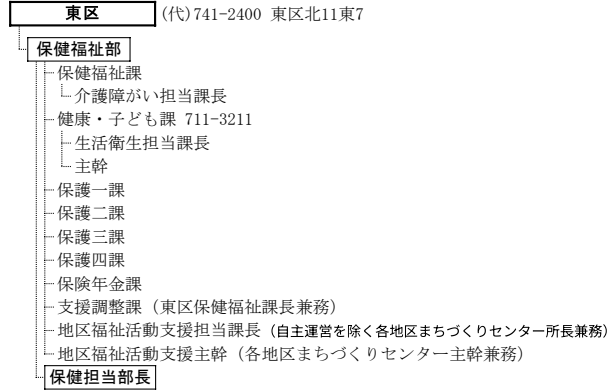 東区 (代)741-2400 東区北11東7
保健福祉部
保健福祉課
介護障がい担当課長
健康・子ども課 711-3211
生活衛生担当課長
主幹
保護一課
保護二課
保護三課
保護四課
保険年金課
支援調整課（東区保健福祉課長兼務）
地区福祉活動支援担当課長（自主運営を除く各地区まちづくりセンター所長兼務）
地区福祉活動支援主幹（各地区まちづくりセンター主幹兼務）
保健担当部長